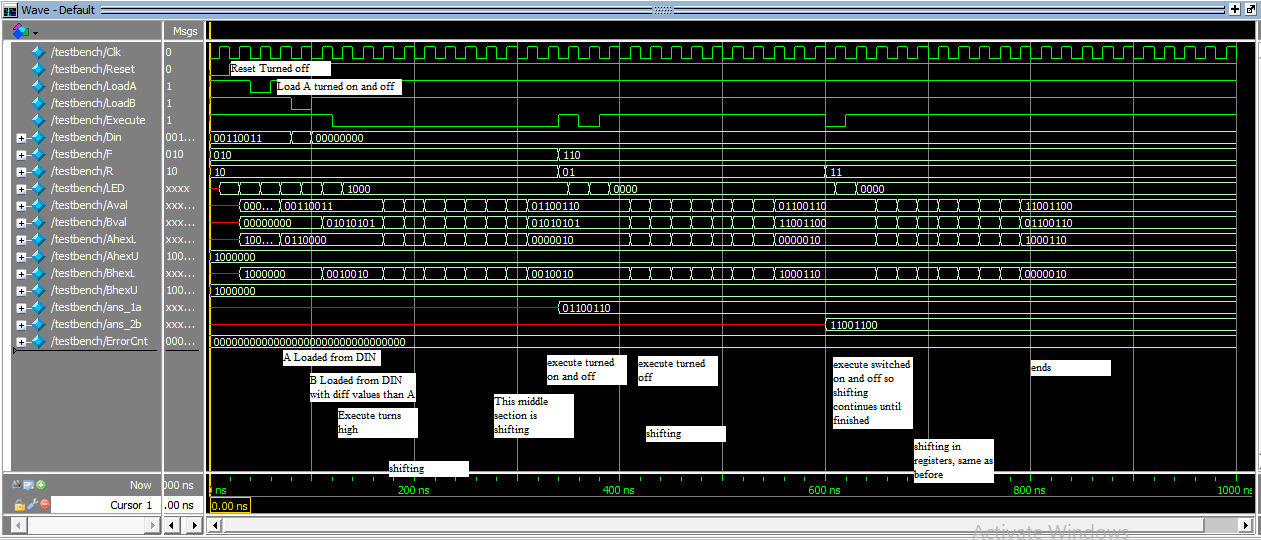 Wave - Default
Msgs
/testbench/Clk 0
/testbench/Reset 0
Reset Turned off
/testbench/LoadA 1
Load A turned on and off
/testbench/LoadB 1
/testbench/Execute 1
/testbench/Din 001... 00110011 00000000
/testbench/F 010 010 110
/testbench/R 10 10 01 11
/testbench/LED xxxx 1000 0000 0000
/testbench/Aval xxx... 000... 00110011 01100110 01100110 11001100
/testbench/Bval xxx... 00000000 01010101 01010101 11001100 01100110
/testbench/AhexL xxx... 100... 0110000 0000010 0000010 1000110
/testbench/AhexU 100... 1000000
/testbench/BhexL xxx... 1000000 0010010 0010010 1000110 0000010
/testbench/BhexU 100... 1000000
/testbench/ans_1a xxx... 01100110
/testbench/ans_2b xxx... 11001100
/testbench/ErrorCnt 000... 00000000000000000000000000000000
A Loaded from DIN
B Loaded from DIN
with diff values than A
Execute turns
high
shifting
This middle
section is
shifting
execute turned
on and off
execute turned
off
shifting
execute switched
on and off so
shifting
continues until
finished
shifting in
registers, same as
before
ends
Now 000 ns ns 200 ns 400 ns 600 ns 800 ns 1000 ns
Cursor 1 .00 ns 0.00 ns
Activate Windows